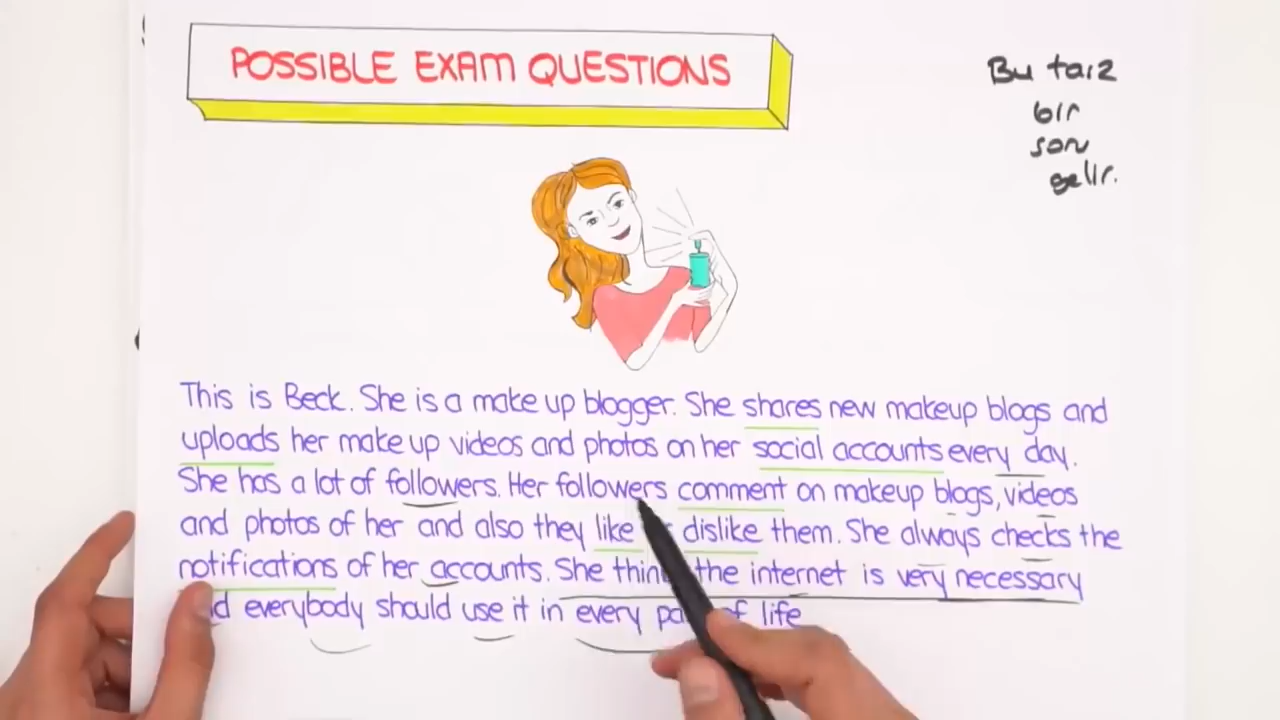 POSSIBLE EXAM QUESTIONS
Bu tarz
bir
soru
gelir.
This is Beck. She is a make up blogger. She shares new makeup blogs and
uploads her make up videos and photos on her social accounts every day.
She has a lot of followers. Her followers comment on makeup blogs, videos
and photos of her and also they like dislike them. She always checks the
notifications of her accounts. She the internet is very necessary
everybody should use it in every of life